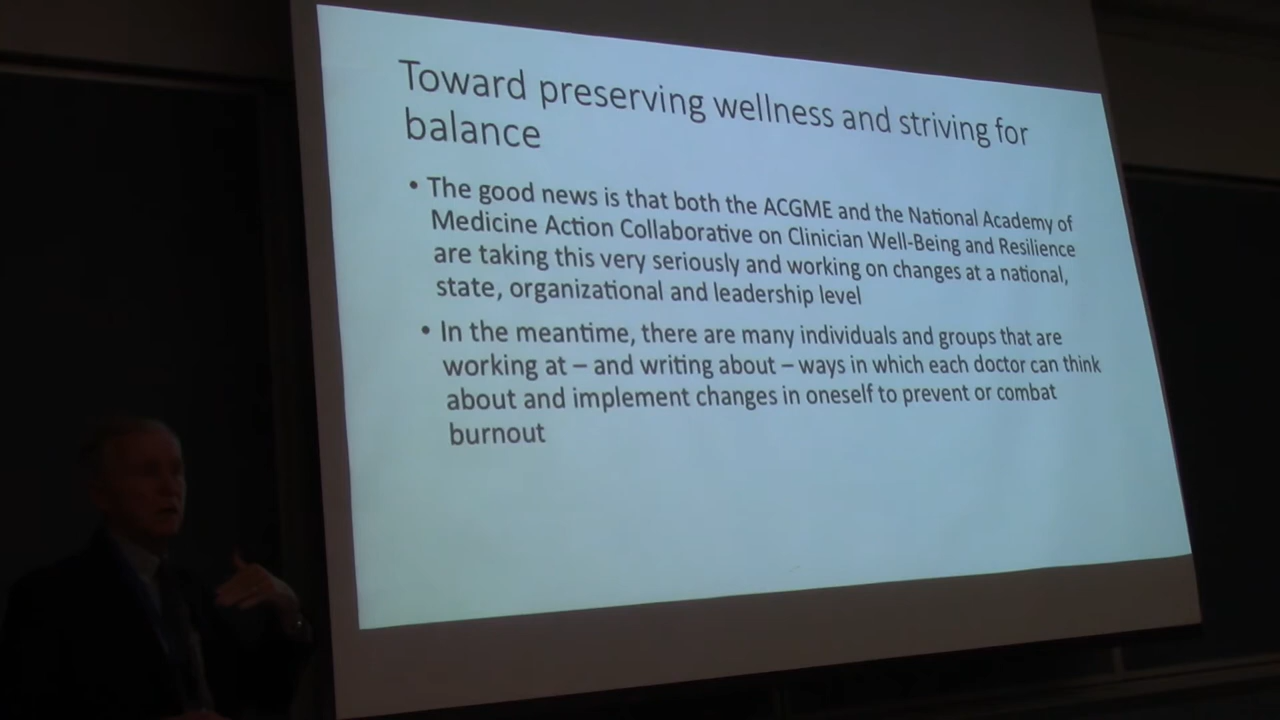 Toward preserving wellness and striving for
balance
• The good news is that both the ACGME and the National Academy of
Medicine Action Collaborative on Clinician Well-Being and Resilience
are taking this very seriously and working on changes at a national,
state, organizational and leadership level
• In the meantime, there are many individuals and groups that are
working at – and writing about – ways in which each doctor can think
about and implement changes in oneself to prevent or combat
burnout